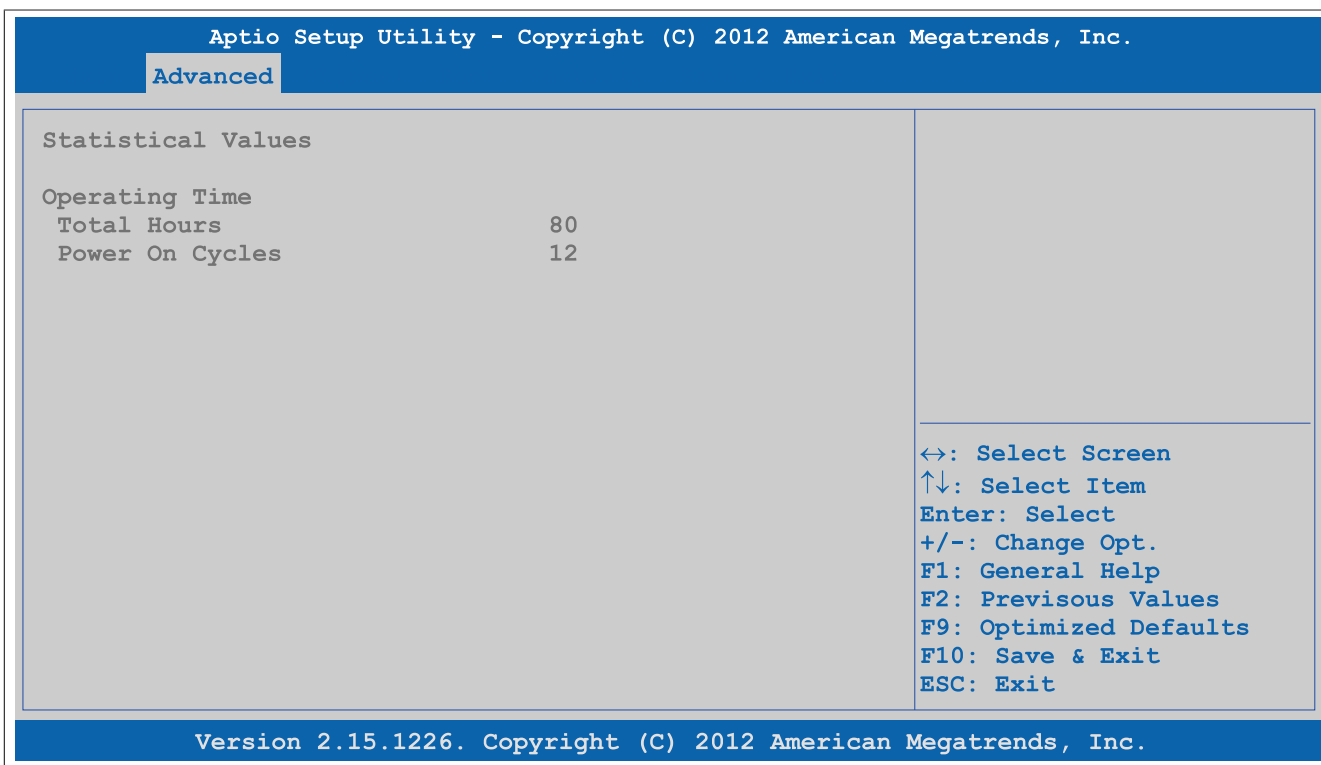 Aptio Setup Utility - Copyright (C) 2012 American Megatrends, Inc.
Advanced
Statistical Values
Operating Time
Total Hours 80
Power On Cycles 12
↔: Select Screen
↑↓: Select Item
Enter: Select
+/-: Change Opt.
F1: General Help
F2: Previsous Values
F9: Optimized Defaults
F10: Save & Exit
ESC: Exit
Version 2.15.1226. Copyright (C) 2012 American Megatrends, Inc.